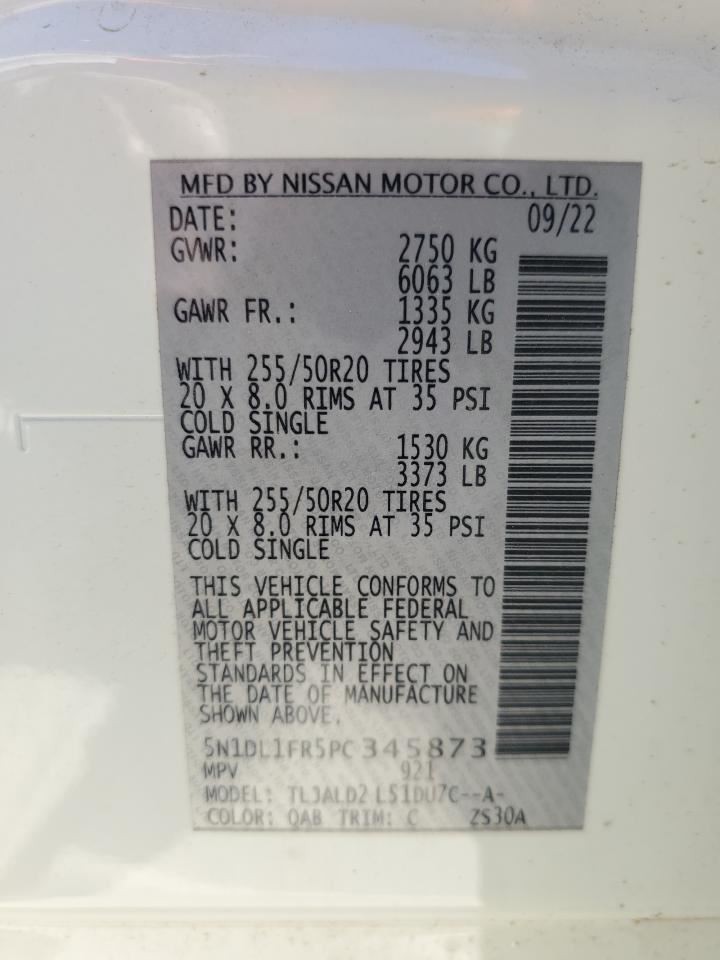 MFD BY NISSAN MOTOR CO., LTD.
DATE: 09/22
GVWR: 2750 KG
6063 LB
GAWR FR.: 1335 KG
2943 LB
WITH 255/50R20 TIRES
20 X 8.0 RIMS AT 35 PSI
COLD SINGLE
GAWR RR.: 1530 KG
3373 LB
WITH 255/50R20 TIRES
20 X 8.0 RIMS AT 35 PSI
COLD SINGLE
THIS VEHICLE CONFORMS TO
ALL APPLICABLE FEDERAL
MOTOR VEHICLE SAFETY AND
THEFT PREVENTION
STANDARDS IN EFFECT ON
THE DATE OF MANUFACTURE
SHOWN ABOVE.
5N1DL1FR5PC345873
MPV 921
MODEL:
COLOR: QAB TRIM: C ZS30A